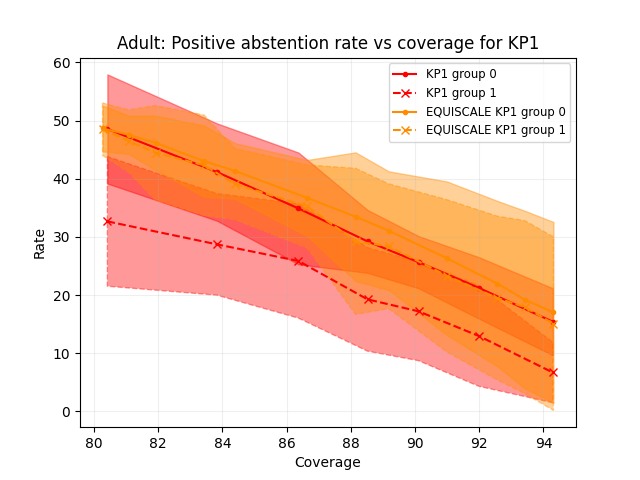 Adult: Positive abstention rate vs coverage for KP1
KP1 group 0
KP1 group 1
EQUISCALE KP1 group 0
EQUISCALE KP1 group 1
60
50
40
30
20
10
0
Rate
80 82 84 86 88 90 92 94
Coverage